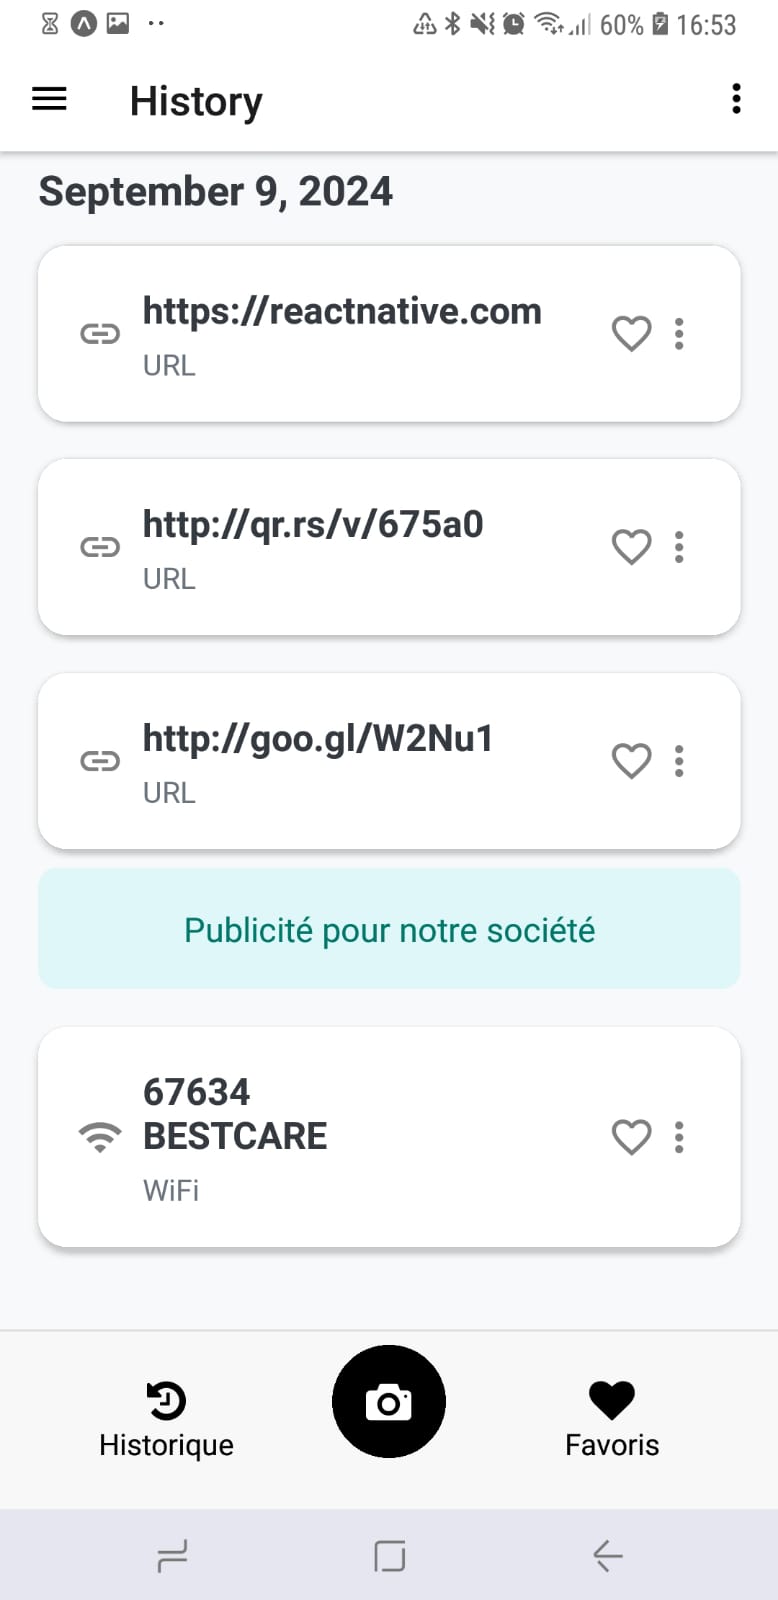 60% 16:53
History
September 9, 2024
https://reactnative.com
URL
http://qr.rs/v/675a0
URL
http://goo.gl/W2Nu1
URL
Publicité pour notre société
67634
BESTCARE
WiFi
Historique
Favoris